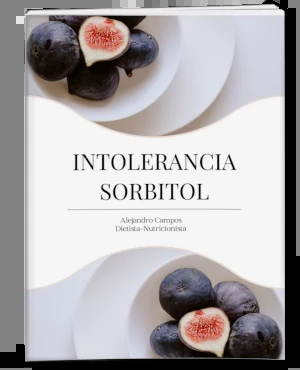 INTOLERANCIA
SORBITOL
Alejandro Campos
Dietista-Nutricionista